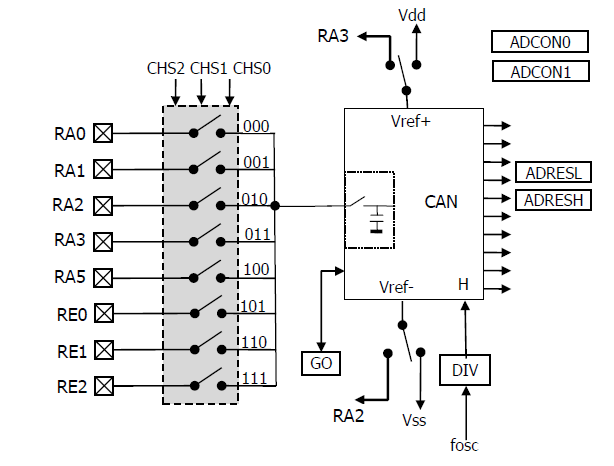 Vdd
RA3
ADCON0
ADCON1
CHS2 CHS1 CHS0
Vref+
RA0
000
RA1
001
ADRESL
RA2
010
CAN
ADRESH
RA3
011
RA5
100
Vref-
H
RE0
101
RE1
110
GO
DIV
RE2
111
RA2
Vss
fosc